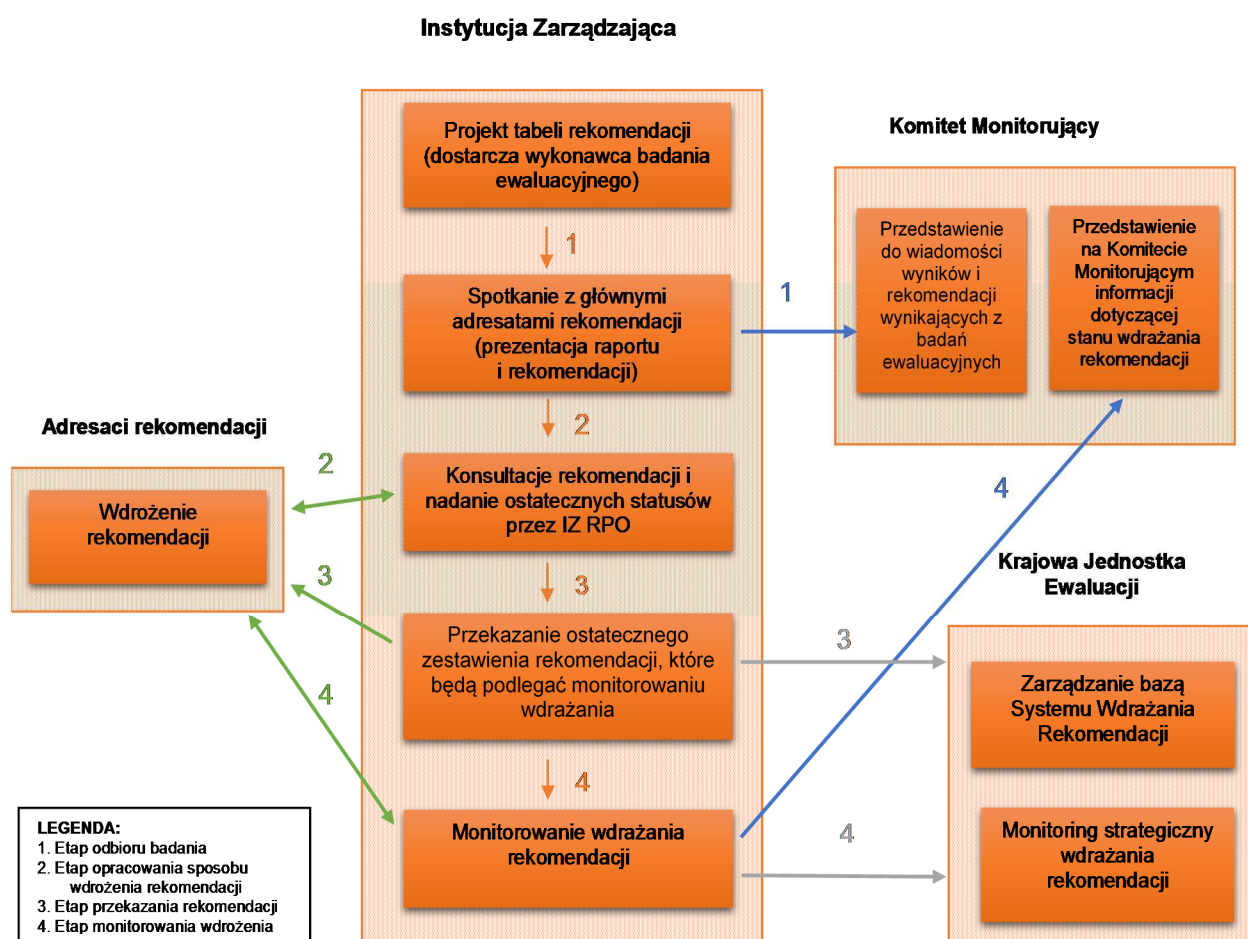 Instytucja Zarządzająca
Projekt tabeli rekomendacji
(dostarcza wykonawca badania
ewaluacyjnego)
1
Spotkanie z głównymi
adresatami rekomendacji
(prezentacja raportu
i rekomendacji)
2
Konsultacje rekomendacji i
nadanie ostatecznych statusów
przez IZ RPO
3
Przekazanie ostatecznego
zestawienia rekomendacji, które
będą podlegać monitorowaniu
wdrażania
4
Monitorowanie wdrażania
rekomendacji
Komitet Monitorujący
1
Przedstawienie
do wiadomości
wyników i
rekomendacji
wynikających z
badań
ewaluacyjnych
Przedstawienie
na Komitecie
Monitorującym
informacji
dotyczącej
stanu wdrażania
rekomendacji
4
Adresaci rekomendacji
2
Wdrożenie
rekomendacji
3
4
Krajowa Jednostka
Ewaluacji
3
Zarządzanie bazą
Systemu Wdrażania
Rekomendacji
4
Monitoring strategiczny
wdrażania
rekomendacji
LEGENDA:
1. Etap odbioru badania
2. Etap opracowania sposobu
wdrożenia rekomendacji
3. Etap przekazania rekomendacji
4. Etap monitorowania wdrożenia